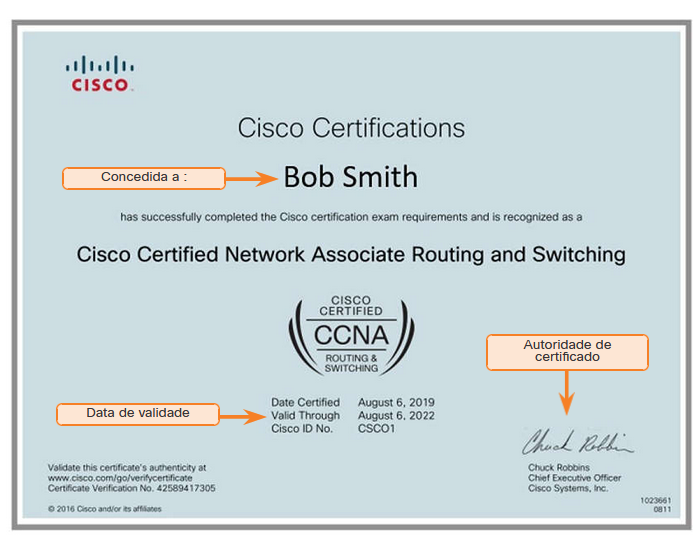 CISCO
Cisco Certifications
Concedida a :
Bob Smith
has successfully completed the Cisco certification exam requirements and is recognized as a
Cisco Certified Network Associate Routing and Switching
CISCO
CERTIFIED
CCNA
ROUTING &
SWITCHING
Autoridade de
certificado
Date Certified August 6, 2019
Data de validade
Valid Through August 6, 2022
Cisco ID No. CSCO1
Chuck Robbins
Validate this certificate's authenticity at
www.cisco.com/go/verifycertificate
Certificate Verification No. 42589417305
Chuck Robbins
Chief Executive Officer
Cisco Systems, Inc.
© 2016 Cisco and/or its affiliates
1023661
0811